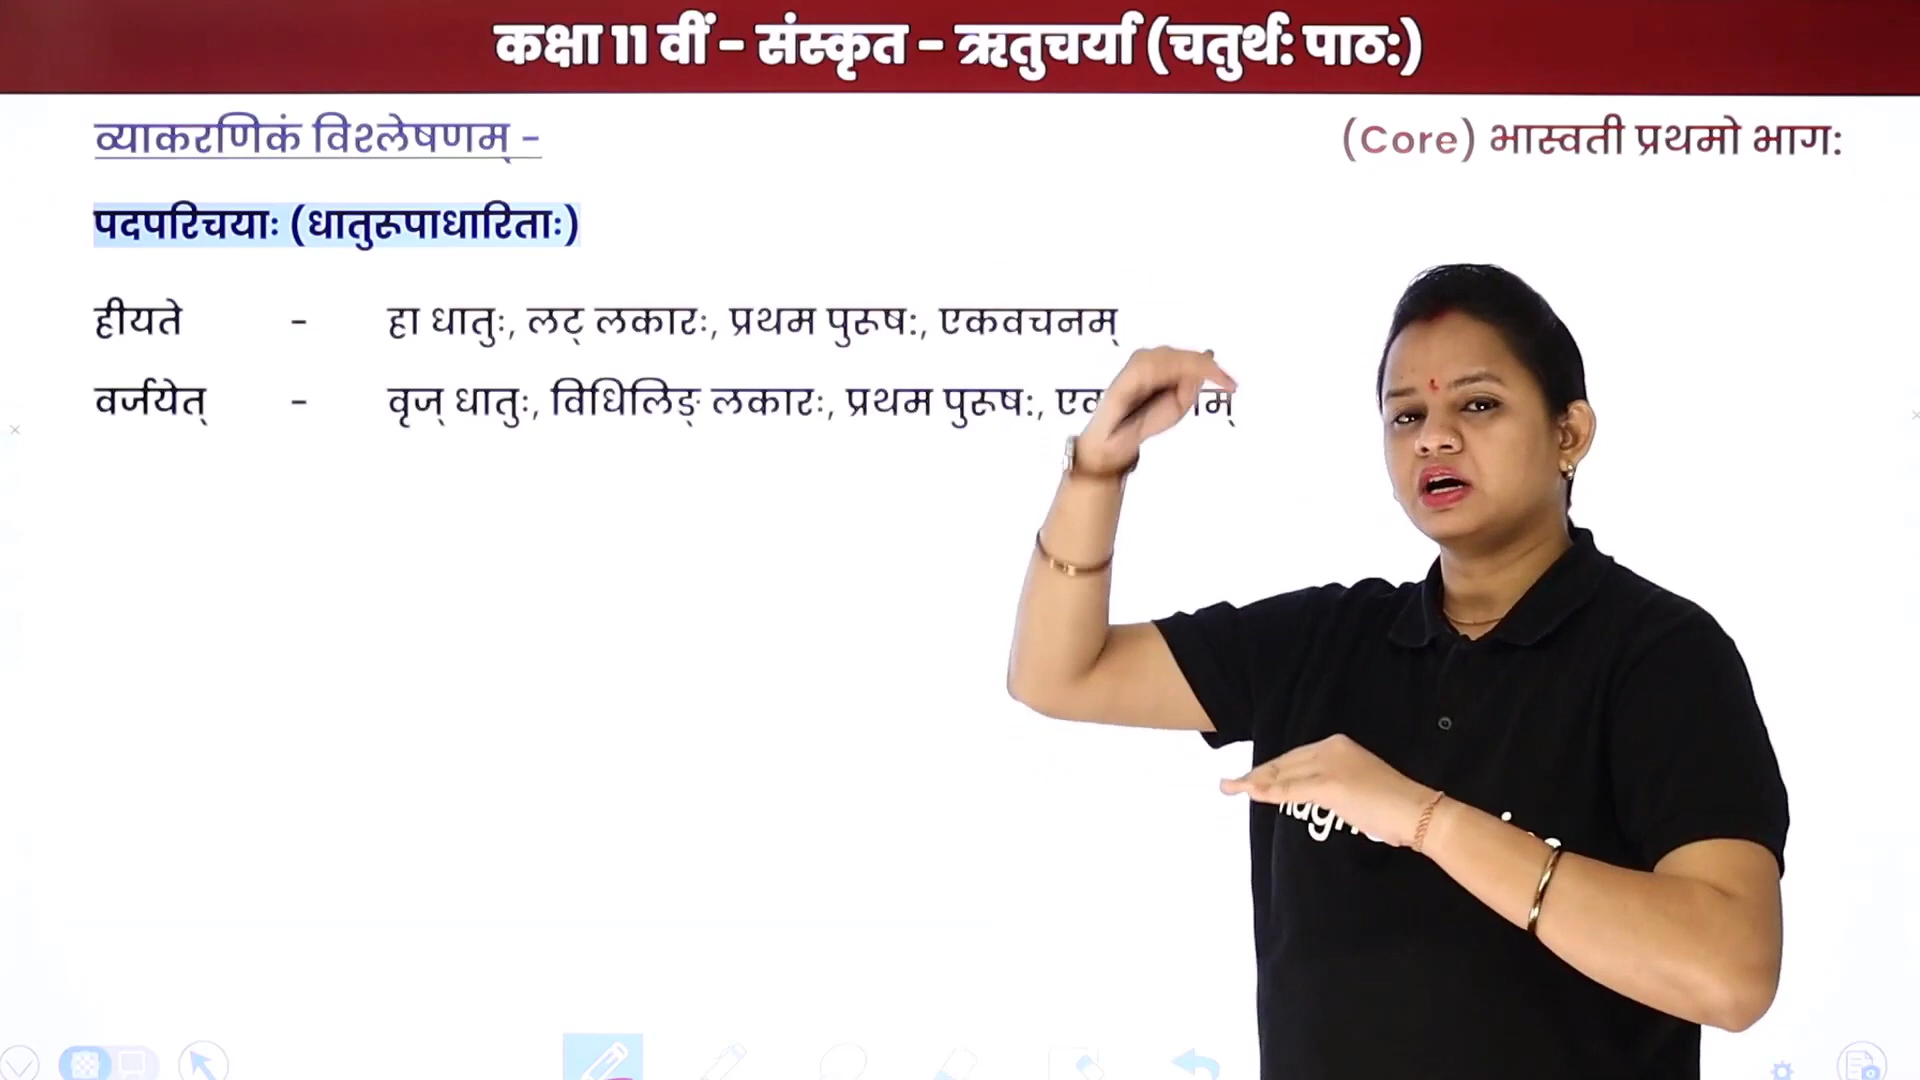 कक्षा 11 वीं - संस्कृत - ऋतुचर्या (चतुर्थ: पाठ:)
व्याकरणिकं विश्लेषणम् -
(Core) भास्वती प्रथमो भाग:
पदपरिचयाः (धातुरूपाधारिताः)
हीयते - हा धातुः, लट् लकारः, प्रथम पुरूष:, एकवचनम्
वर्जयेत् - वृज् धातुः, विधिलिङ् लकारः, प्रथम पुरूष:,